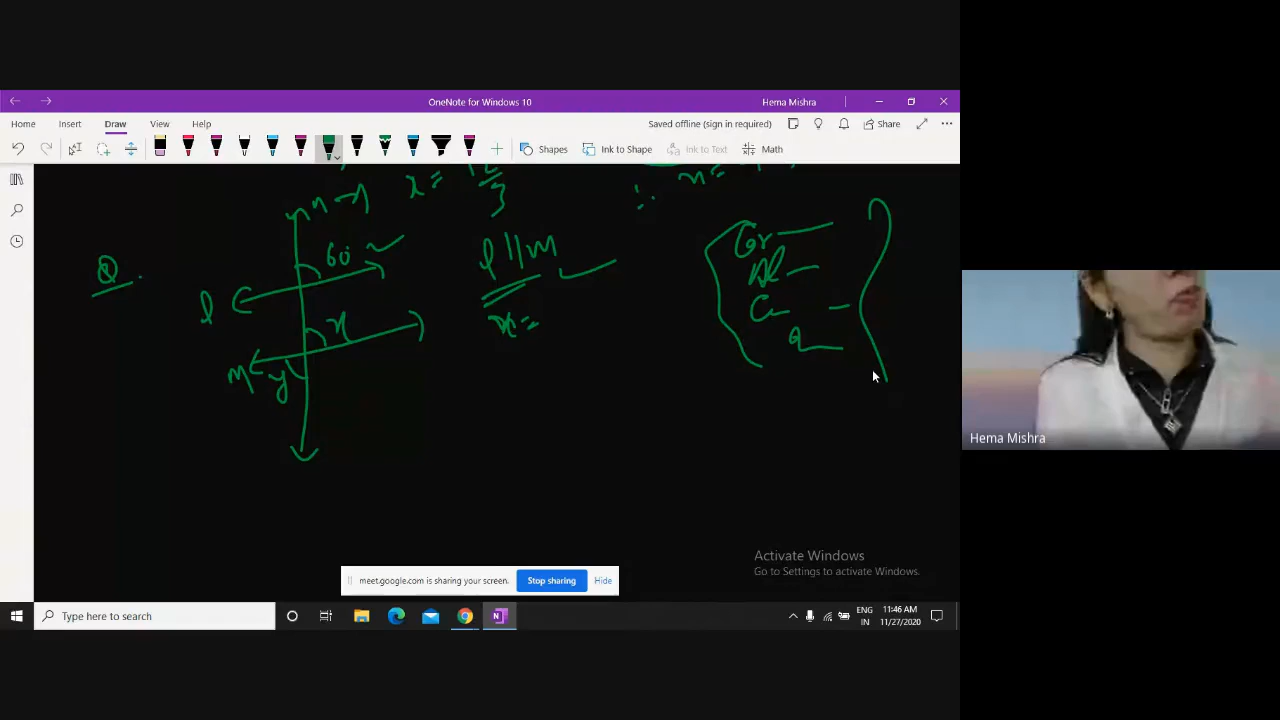 OneNote for Windows 10
Hema Mishra
Home Insert Draw View Help
Saved offline (sign in required)
Share
Shapes
Ink to Shape
Ink to Text
Math
x =
Q.
60
l || m
l
x
x =
m
y
Gr
Hema Mishra
Activate Windows
Go to Settings to activate Windows.
meet.google.com is sharing your screen.
Stop sharing
Hide
Type here to search
ENG
IN
11:46 AM
11/27/2020